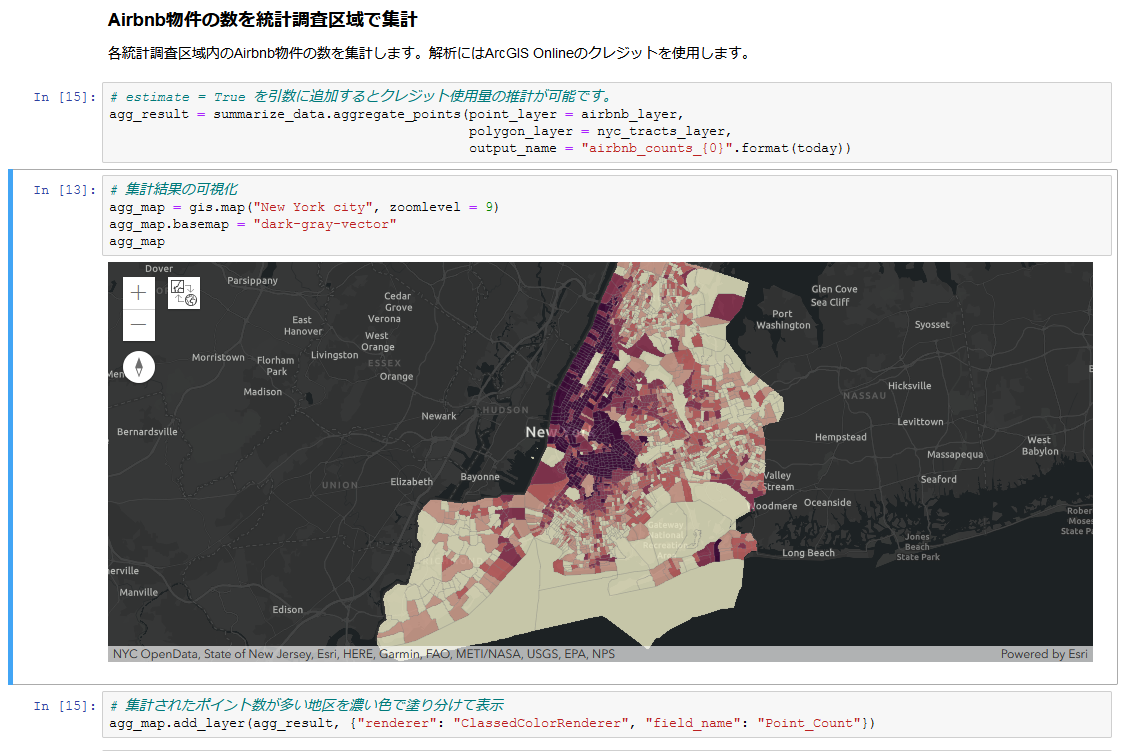 Airbnb物件の数を統計調査区域で集計
各統計調査区域内のAirbnb物件の数を集計します。解析にはArcGIS Onlineのクレジットを使用します。
In [15]:
# estimate = True を引数に追加するとクレジット使用量の推計が可能です。
agg_result = summarize_data.aggregate_points(point_layer = airbnb_layer,
polygon_layer = nyc_tracts_layer,
output_name = "airbnb_counts_{0}".format(today))
In [13]:
# 集計結果の可視化
agg_map = gis.map("New York city", zoomlevel = 9)
agg_map.basemap = "dark-gray-vector"
agg_map
Dover
Parsippany
Cedar
Grove
Verona
East
Hanover
West
Orange
Livingston
Morristown
Florham
Park
ESSEX
Orange
Madison
Newark
HUDSON
Bernardsville
New
UNION
Elizabeth
Bayonne
Manville
Edison
Glen Cove
Sea Cliff
Port
Washington
Syosset
Hicksville
NASSAU
Levittown
Hempstead
West
Babylon
Massapequa
Valley
Stream
Seaford
Oceanside
Gateway
National
Recreation
Long Beach
Jones
Beach
State Park
Moses
NYC OpenData, State of New Jersey, Esri, HERE, Garmin, FAO, METI/NASA, USGS, EPA, NPS
Powered by Esri
In [15]:
# 集計されたポイント数が多い地区を濃い色で塗り分けて表示
agg_map.add_layer(agg_result, {"renderer": "ClassedColorRenderer", "field_name": "Point_Count"})